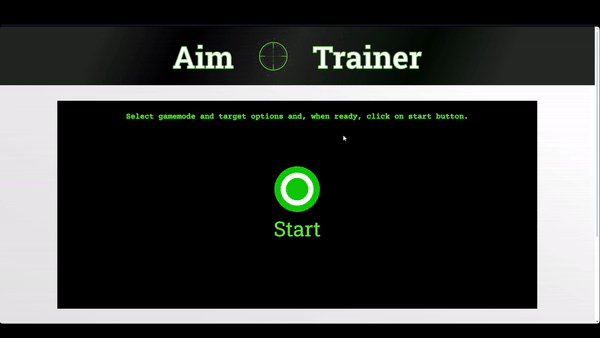 Aim Trainer
Select gamemode and target options and, when ready, click on start button.
Start